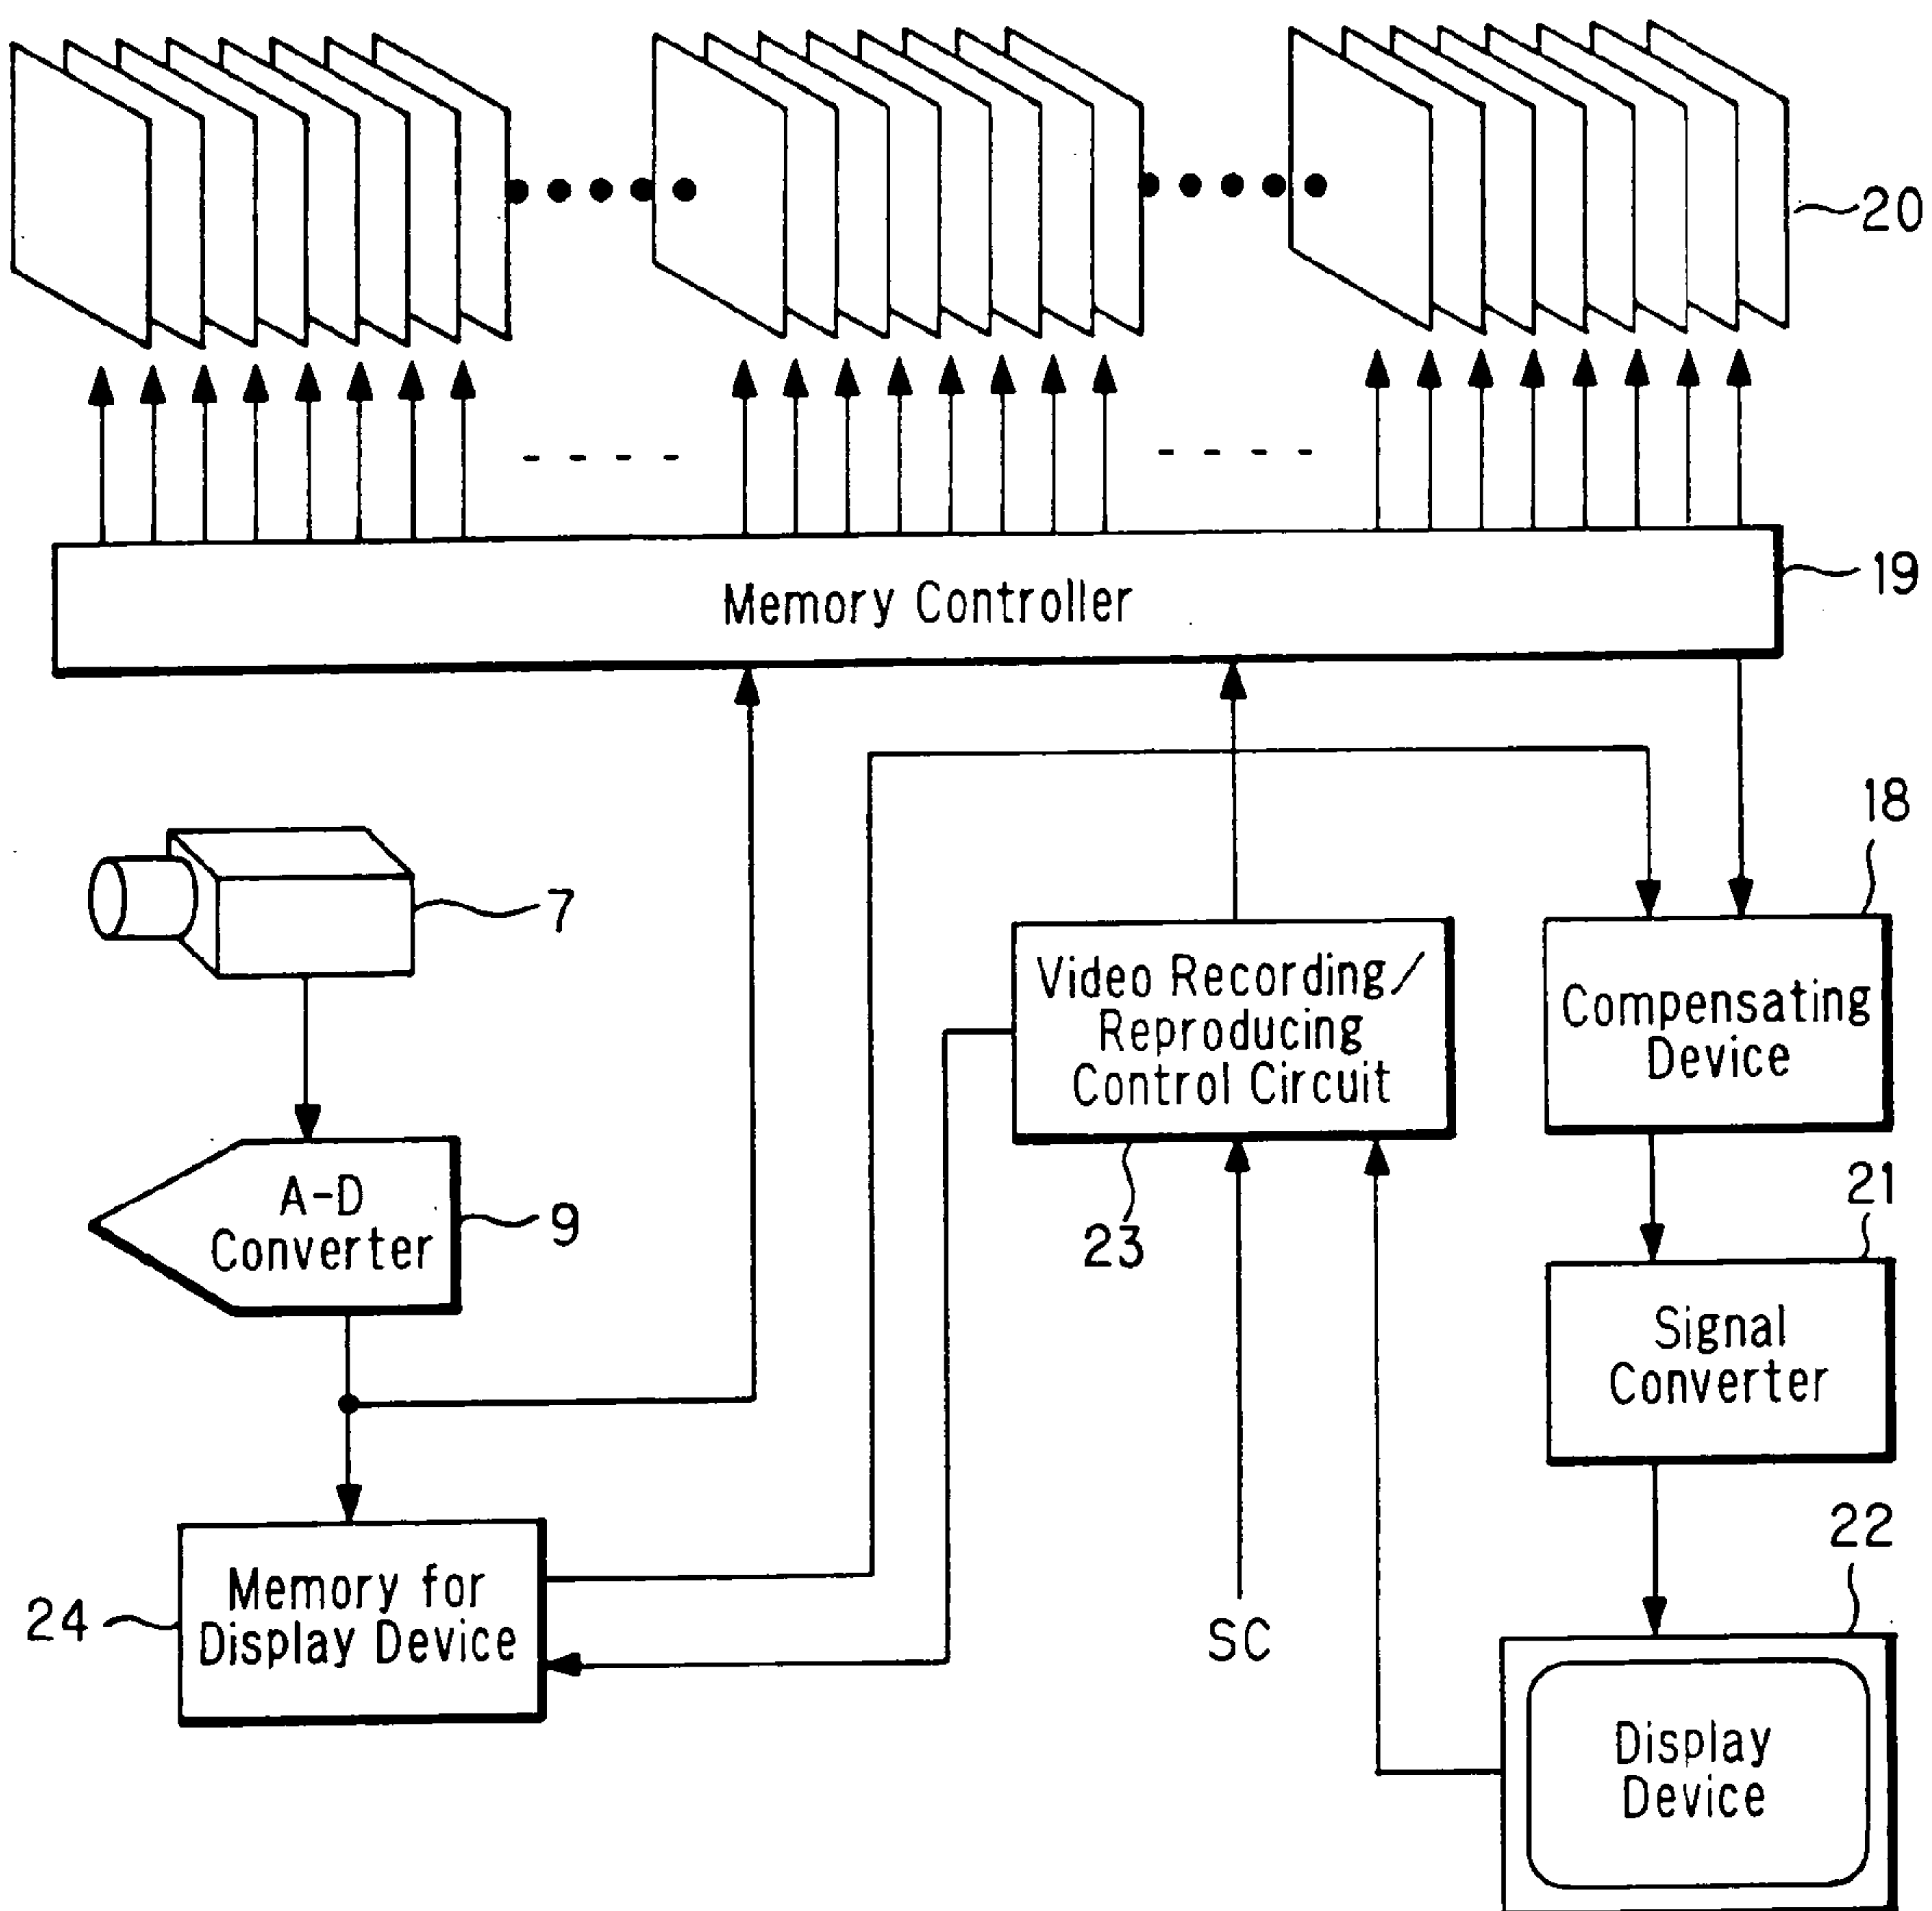 20
Memory Controller
19
18
7
Video Recording/
Reproducing
Control Circuit
Compensating
Device
A-D
Converter
9
23
21
Signal
Converter
22
24
Memory for
Display Device
SC
Display
Device